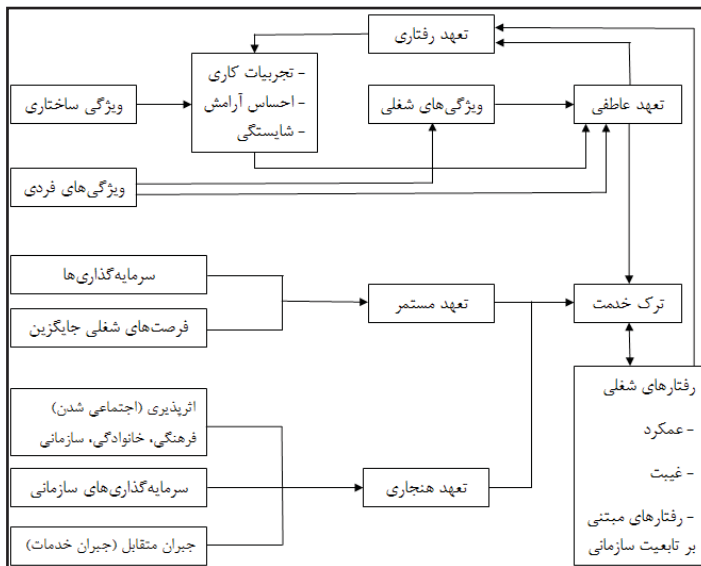 تعهد رفتاری
- تجربیات کاری
- احساس آرامش
- شایستگی
ویژگی ساختاری
ویژگی‌های شغلی
تعهد عاطفی
ویژگی‌های فردی
سرمایه‌گذاری‌ها
تعهد مستمر
ترک خدمت
فرصت‌های شغلی جایگزین
رفتارهای شغلی
- عمکرد
- غیبت
- رفتارهای مبتنی
بر تابعیت سازمانی
اثرپذیری (اجتماعی شدن)
فرهنگی، خانوادگی، سازمانی
سرمایه‌گذاری‌های سازمانی
تعهد هنجاری
جبران متقابل (جبران خدمات)